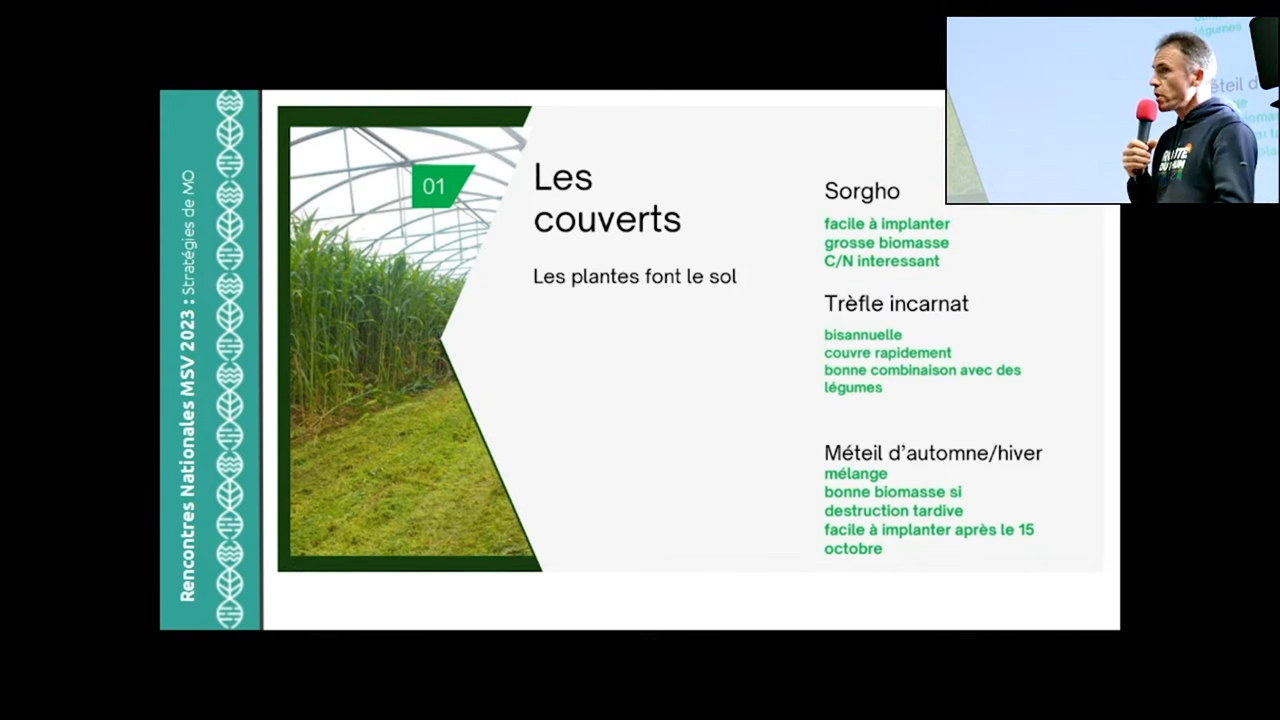 Rencontres Nationales MSV 2023 : Stratégies de MO
01
Les
couverts
Les plantes font le sol
Sorgho
facile à implanter
grosse biomasse
C/N interessant
Trèfle incarnat
bisannuelle
couvre rapidement
bonne combinaison avec des
légumes
Méteil d'automne/hiver
mélange
bonne biomasse si
destruction tardive
facile à implanter après le 15
octobre
légumes